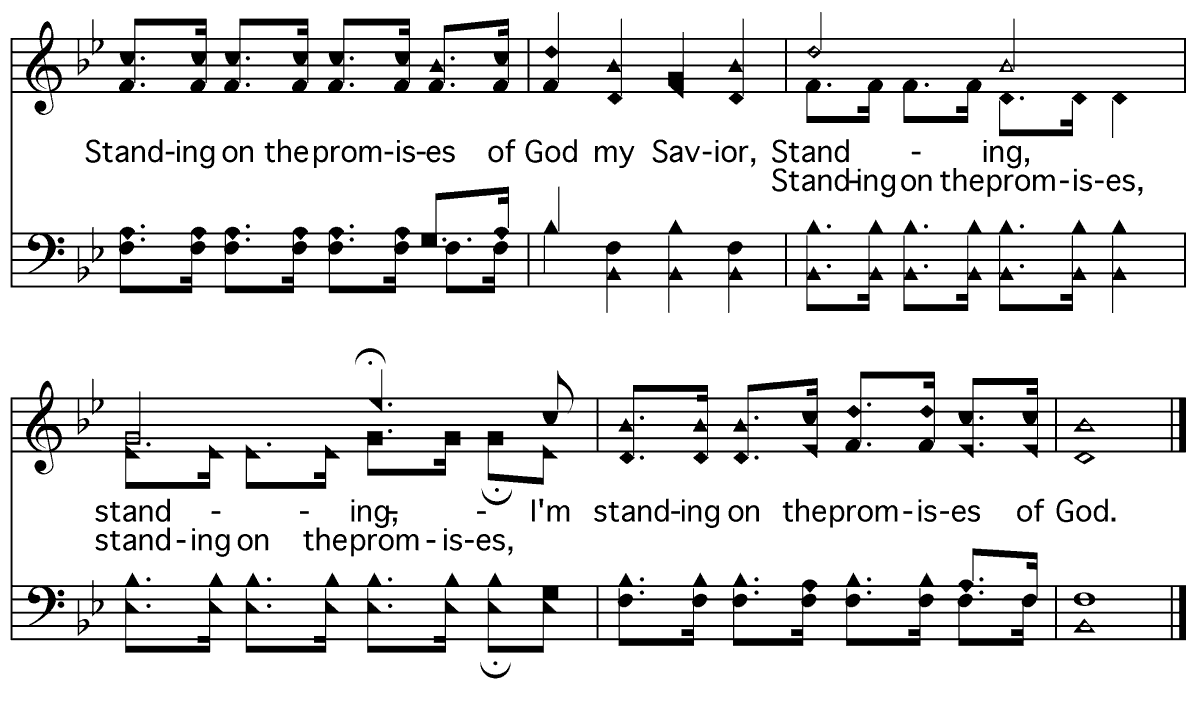 Stand-ing on the prom-is-es of God my Sav-ior, Stand - ing,
Stand-ing on the prom-is-es,
stand - - ing, - - I'm stand-ing on the prom-is-es of God.
stand-ing on the prom-is-es,